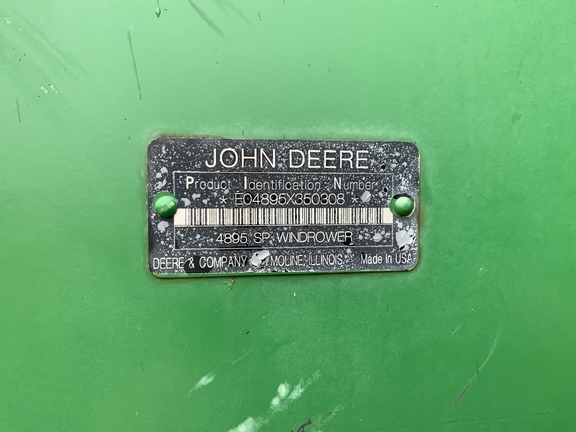 JOHN DEERE
Product Identification Number
* E04895X350308 *
4895 SP WINDROWER
DEERE & COMPANY MOLINE, ILLINOIS Made In USA